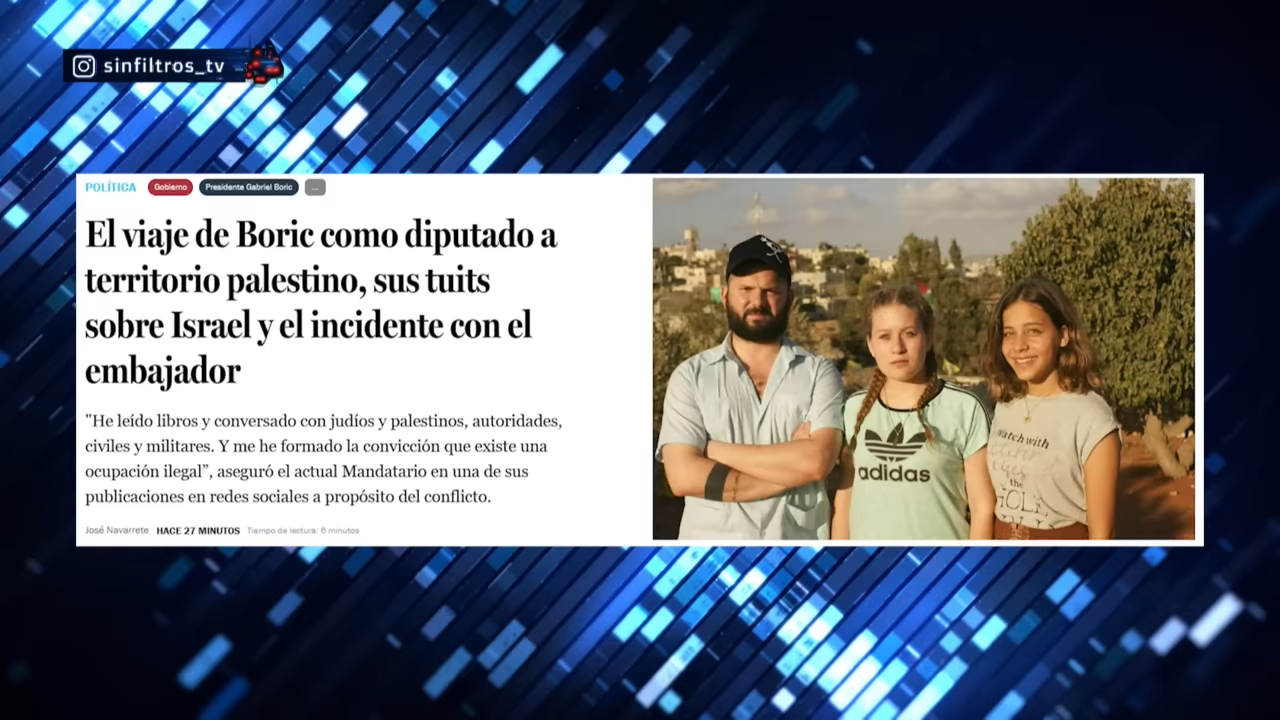 sinfiltros_tv
POLÍTICA Gobierno Presidente Gabriel Boric ...
El viaje de Boric como diputado a
territorio palestino, sus tuits
sobre Israel y el incidente con el
embajador
"He leído libros y conversado con judíos y palestinos, autoridades,
civiles y militares. Y me he formado la convicción que existe una
ocupación ilegal”, aseguró el actual Mandatario en una de sus
publicaciones en redes sociales a propósito del conflicto.
José Navarrete HACE 27 MINUTOS Tiempo de lectura: 6 minutos
adidas
Watch with
the